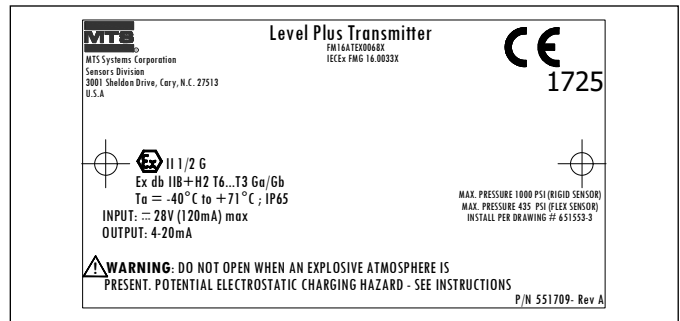 MTS
®
MTS Systems Corporation
Sensors Division
3001 Sheldon Drive, Cary, N.C. 27513
U.S.A
Level Plus Transmitter
FM16ATEX0068X
IECEx FMG 16.0033X
CE
1725
Ex II 1/2 G
Ex db IIB+H2 T6...T3 Ga/Gb
Ta = -40°C to +71°C ; IP65
INPUT: ⎓ 28V (120mA) max
OUTPUT: 4-20mA
MAX. PRESSURE 1000 PSI (RIGID SENSOR)
MAX. PRESSURE 435 PSI (FLEX SENSOR)
INSTALL PER DRAWING # 651553-3
WARNING: DO NOT OPEN WHEN AN EXPLOSIVE ATMOSPHERE IS
PRESENT. POTENTIAL ELECTROSTATIC CHARGING HAZARD - SEE INSTRUCTIONS
P/N 551709- Rev A